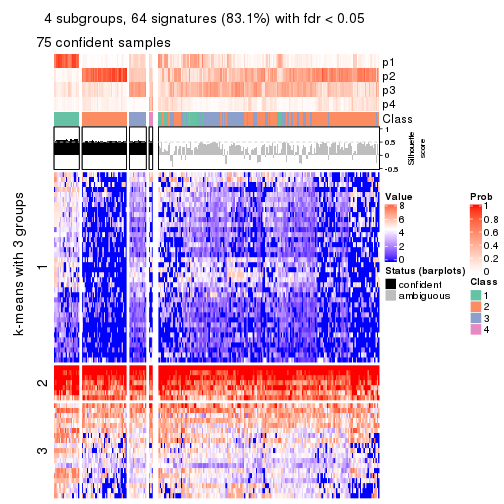 4 subgroups, 64 signatures (83.1%) with fdr < 0.05
75 confident samples
p1
p2
p3
p4
Class
1
0.5
0
-0.5
Silhouette
score
k-means with 3 groups
1
2
3
Value
8
6
4
2
0
Prob
1
0.8
0.6
0.4
0.2
0
Status (barplots)
confident
ambiguous
Class
1
2
3
4